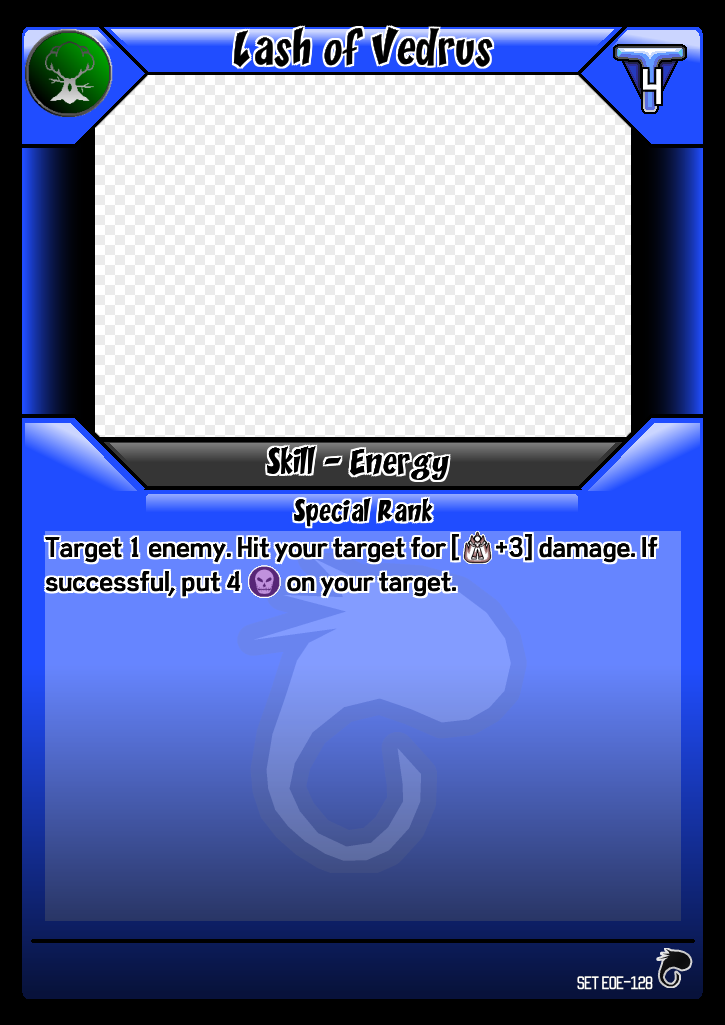 Lash of Vedrus
4
Skill - Energy
Special Rank
Target 1 enemy. Hit your target for [ +3] damage. If
successful, put 4 on your target.
SET EOE-128